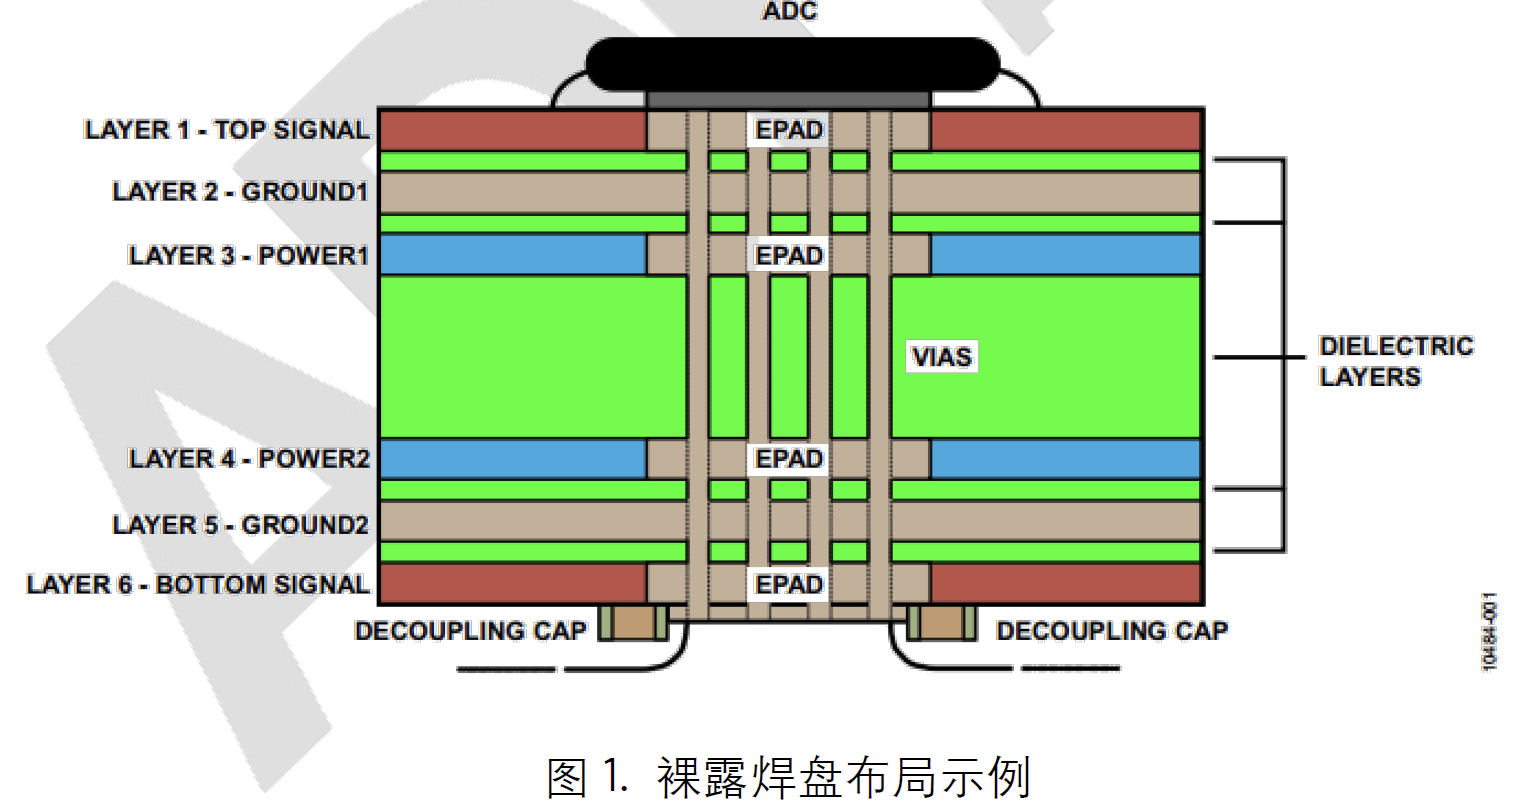 ADC
LAYER 1 - TOP SIGNAL
EPAD
LAYER 2 - GROUND1
LAYER 3 - POWER1
EPAD
VIAS
DIELECTRIC
LAYERS
LAYER 4 - POWER2
EPAD
LAYER 5 - GROUND2
LAYER 6 - BOTTOM SIGNAL
EPAD
DECOUPLING CAP
DECOUPLING CAP
10484-001
图 1. 裸露焊盘布局示例